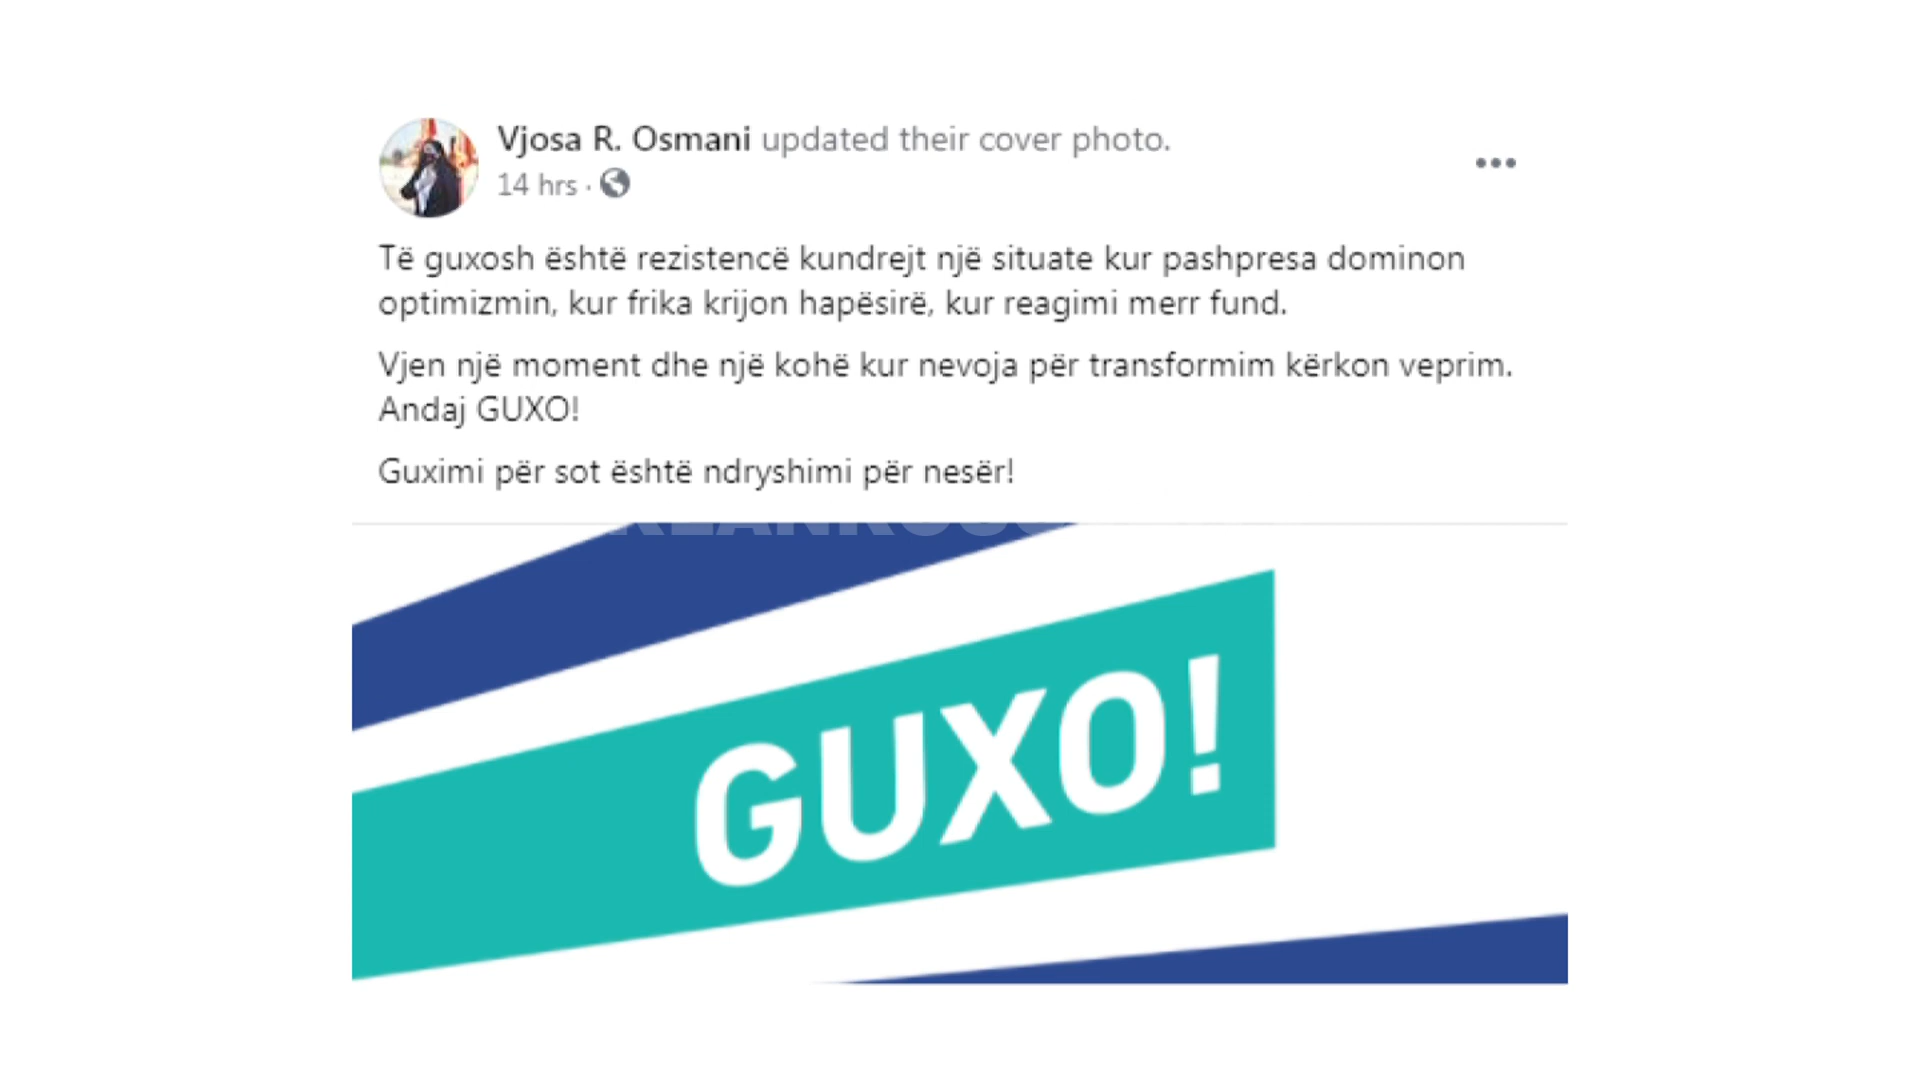 Vjosa R. Osmani updated their cover photo.
14 hrs ·
Të guxosh është rezistencë kundrejt një situate kur pashpresa dominon
optimizmin, kur frika krijon hapësirë, kur reagimi merr fund.
Vjen një moment dhe një kohë kur nevoja për transformim kërkon veprim.
Andaj GUXO!
Guximi për sot është ndryshimi për nesër!
GUXO!